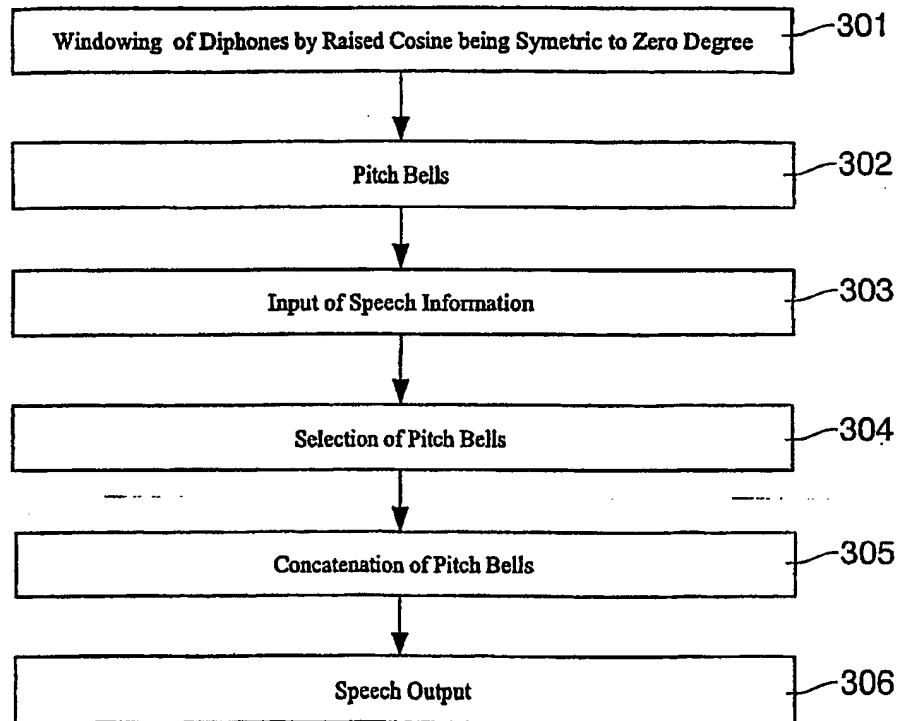 Windowing of Diphones by Raised Cosine being Symetric to Zero Degree
301
Pitch Bells
302
Input of Speech Information
303
Selection of Pitch Bells
304
Concatenation of Pitch Bells
305
Speech Output
306